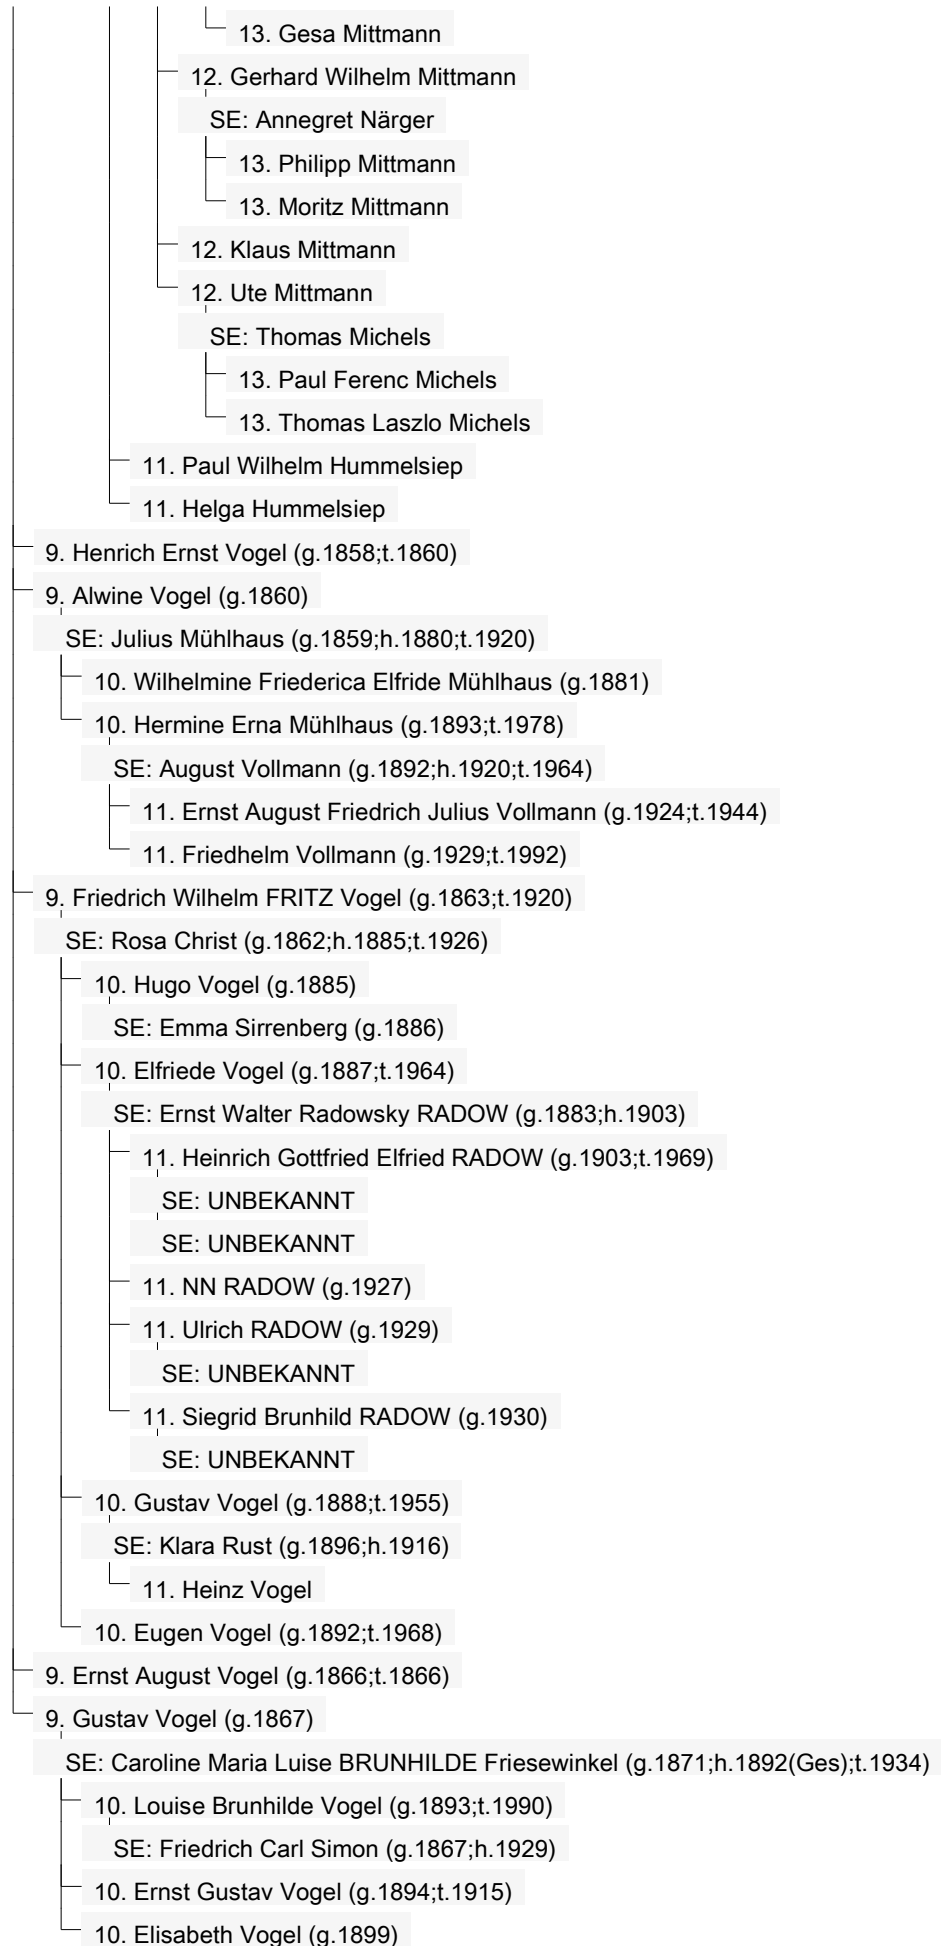 13. Gesa Mittmann
12. Gerhard Wilhelm Mittmann
SE: Annegret Närger
13. Philipp Mittmann
13. Moritz Mittmann
12. Klaus Mittmann
12. Ute Mittmann
SE: Thomas Michels
13. Paul Ferenc Michels
13. Thomas Laszlo Michels
11. Paul Wilhelm Hummelsiep
11. Helga Hummelsiep
9. Henrich Ernst Vogel (g.1858;t.1860)
9. Alwine Vogel (g.1860)
SE: Julius Mühlhaus (g.1859;h.1880;t.1920)
10. Wilhelmine Friederica Elfride Mühlhaus (g.1881)
10. Hermine Erna Mühlhaus (g.1893;t.1978)
SE: August Vollmann (g.1892;h.1920;t.1964)
11. Ernst August Friedrich Julius Vollmann (g.1924;t.1944)
11. Friedhelm Vollmann (g.1929;t.1992)
9. Friedrich Wilhelm FRITZ Vogel (g.1863;t.1920)
SE: Rosa Christ (g.1862;h.1885;t.1926)
10. Hugo Vogel (g.1885)
SE: Emma Sirrenberg (g.1886)
10. Elfriede Vogel (g.1887;t.1964)
SE: Ernst Walter Radowsky RADOW (g.1883;h.1903)
11. Heinrich Gottfried Elfried RADOW (g.1903;t.1969)
SE: UNBEKANNT
SE: UNBEKANNT
11. NN RADOW (g.1927)
11. Ulrich RADOW (g.1929)
SE: UNBEKANNT
11. Siegrid Brunhild RADOW (g.1930)
SE: UNBEKANNT
10. Gustav Vogel (g.1888;t.1955)
SE: Klara Rust (g.1896;h.1916)
11. Heinz Vogel
10. Eugen Vogel (g.1892;t.1968)
9. Ernst August Vogel (g.1866;t.1866)
9. Gustav Vogel (g.1867)
SE: Caroline Maria Luise BRUNHILDE Friesewinkel (g.1871;h.1892(Ges);t.1934)
10. Louise Brunhilde Vogel (g.1893;t.1990)
SE: Friedrich Carl Simon (g.1867;h.1929)
10. Ernst Gustav Vogel (g.1894;t.1915)
10. Elisabeth Vogel (g.1899)